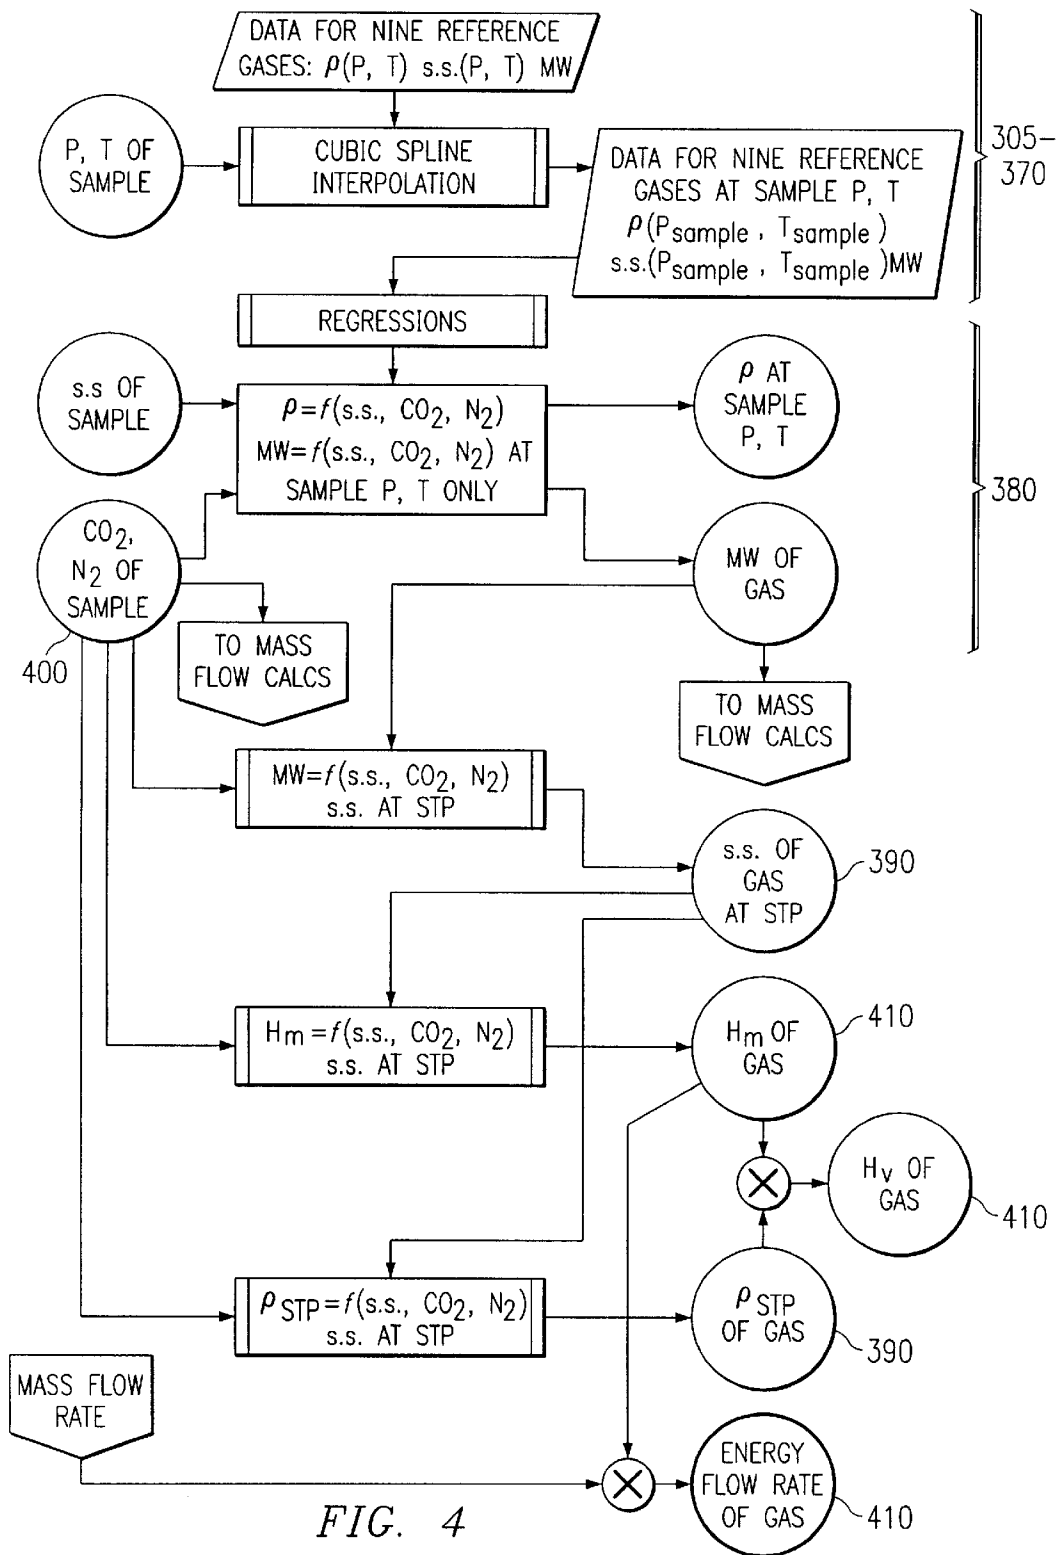 DATA FOR NINE REFERENCE
GASES: ρ(P, T) s.s.(P, T) MW
P, T OF
SAMPLE
CUBIC SPLINE
INTERPOLATION
DATA FOR NINE REFERENCE
GASES AT SAMPLE P, T
ρ(Psample , Tsample)
s.s.(Psample , Tsample)MW
305–
370
REGRESSIONS
s.s OF
SAMPLE
ρ=f(s.s., CO2, N2)
MW=f(s.s., CO2, N2) AT
SAMPLE P, T ONLY
ρ AT
SAMPLE
P, T
380
CO2,
N2 OF
SAMPLE
400
MW OF
GAS
TO MASS
FLOW CALCS
TO MASS
FLOW CALCS
MW=f(s.s., CO2, N2)
s.s. AT STP
s.s. OF
GAS
AT STP
390
Hm=f(s.s., CO2, N2)
s.s. AT STP
Hm OF
GAS
410
Hv OF
GAS
410
ρSTP=f(s.s., CO2, N2)
s.s. AT STP
ρSTP
OF GAS
390
MASS FLOW
RATE
ENERGY
FLOW RATE
OF GAS
410
FIG. 4